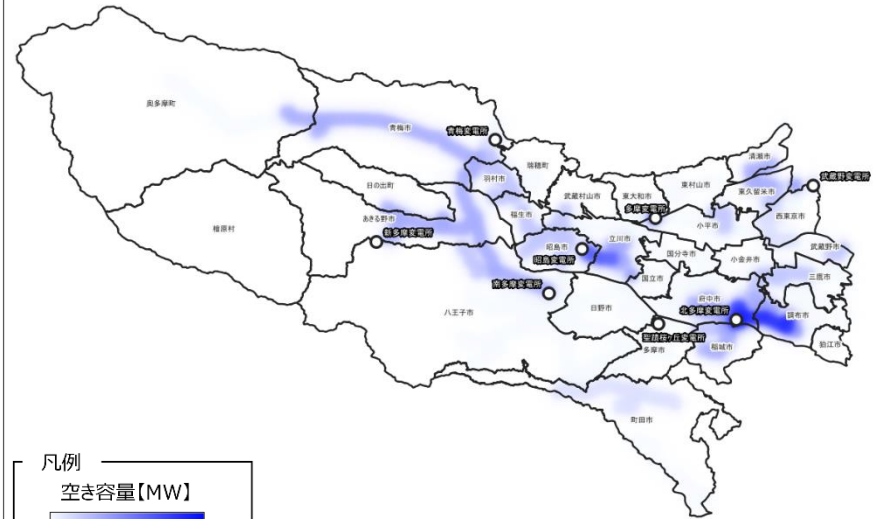 奥多摩町
青梅市
青梅変電所
瑞穂町
羽村市
日の出町
武蔵村山市
東大和市
東村山市
清瀬市
東久留米市
武蔵野変電所
多摩変電所
あきる野市
福生市
小平市
西東京市
新多摩変電所
檜原村
昭島市
立川市
昭島変電所
国分寺市
小金井市
武蔵野市
国立市
三鷹市
南多摩変電所
八王子市
日野市
府中市
北多摩変電所
調布市
聖蹟桜ヶ丘変電所
多摩市
稲城市
狛江市
町田市
凡例
空き容量【MW】